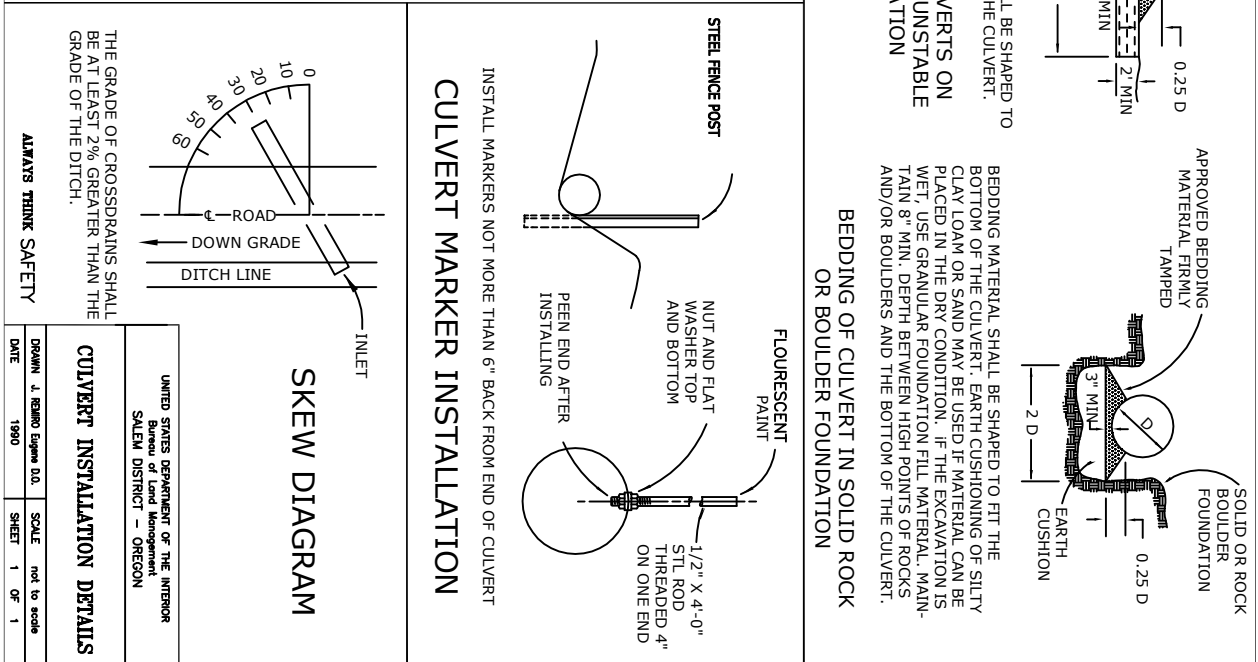 0.25 D
2' MIN
MIN
LL BE SHAPED TO
HE CULVERT.
VERTS ON
UNSTABLE
ATION
APPROVED BEDDING
MATERIAL FIRMLY
TAMPED
SOLID OR ROCK
BOULDER
FOUNDATION
D
3" MIN
0.25 D
2 D
EARTH
CUSHION
BEDDING MATERIAL SHALL BE SHAPED TO FIT THE
BOTTOM OF THE CULVERT. EARTH CUSHIONING OF SILTY
CLAY LOAM OR SAND MAY BE USED IF MATERIAL CAN BE
PLACED IN THE DRY CONDITION. IF THE EXCAVATION IS
WET, USE GRANULAR FOUNDATION FILL MATERIAL. MAIN-
TAIN 8" MIN. DEPTH BETWEEN HIGH POINTS OF ROCKS
AND/OR BOULDERS AND THE BOTTOM OF THE CULVERT.
BEDDING OF CULVERT IN SOLID ROCK
OR BOULDER FOUNDATION
STEEL FENCE POST
FLOURESCENT
PAINT
NUT AND FLAT
WASHER TOP
AND BOTTOM
PEEN END AFTER
INSTALLING
1/2" X 4'-0"
STL ROD
THREADED 4"
ON ONE END
INSTALL MARKERS NOT MORE THAN 6" BACK FROM END OF CULVERT
CULVERT MARKER INSTALLATION
0
10
20
30
40
50
60
℄ ROAD
DOWN GRADE
DITCH LINE
INLET
SKEW DIAGRAM
THE GRADE OF CROSSDRAINS SHALL
BE AT LEAST 2% GREATER THAN THE
GRADE OF THE DITCH.
ALWAYS THINK SAFETY
UNITED STATES DEPARTMENT OF THE INTERIOR
Bureau of Land Management
SALEM DISTRICT - OREGON
CULVERT INSTALLATION DETAILS
DRAWN J. REMIRO Eugene D.O. SCALE not to scale
DATE 1990 SHEET 1 OF 1